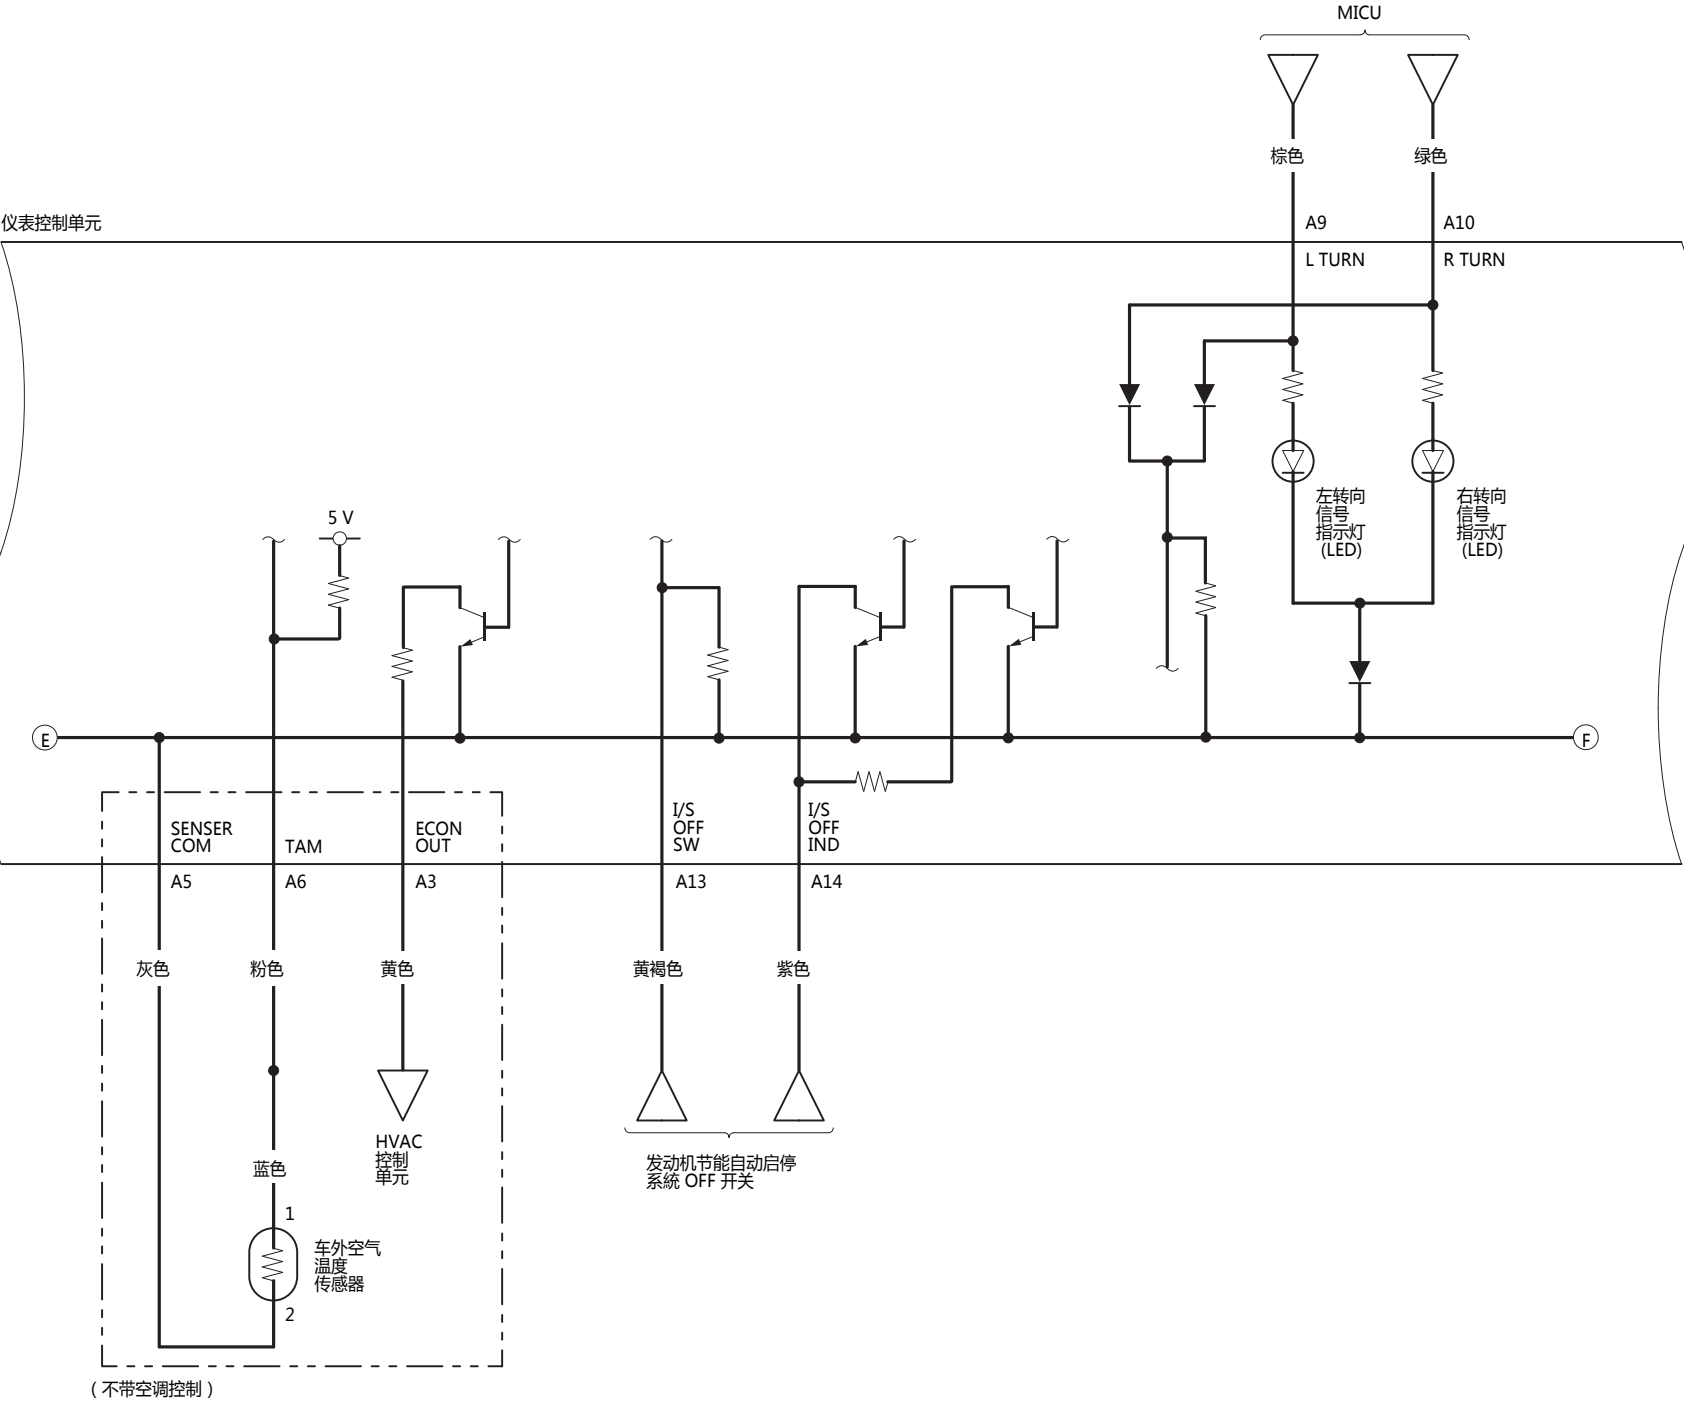 MICU
棕色
绿色
仪表控制单元
A9
A10
L TURN
R TURN
左转向
信号
指示灯
(LED)
右转向
信号
指示灯
(LED)
5 V
E
F
SENSER
COM
TAM
ECON
OUT
I/S
OFF
SW
I/S
OFF
IND
A5
A6
A3
A13
A14
灰色
粉色
黄色
黄褐色
紫色
HVAC
控制
单元
发动机节能自动启停
系統 OFF 开关
蓝色
1
车外空气
温度
传感器
2
( 不带空调控制 )